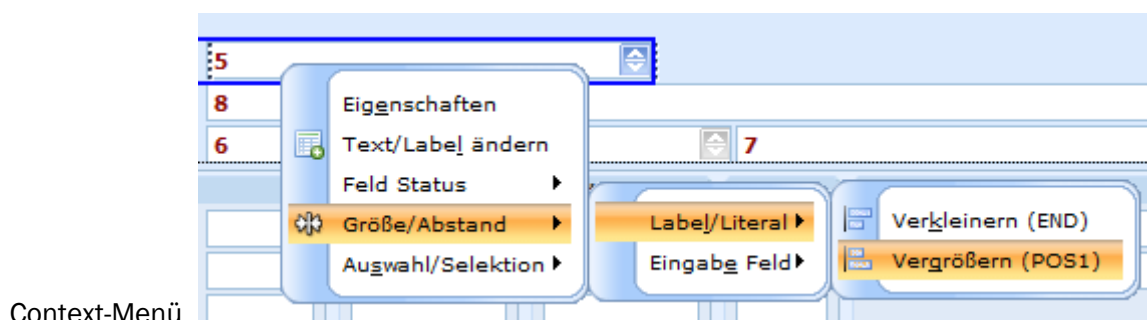 5
8
6 7
Eigenschaften
Text/Label ändern
Feld Status
Größe/Abstand
Auswahl/Selektion
Label/Literal
Eingabe Feld
Verkleinern (END)
Vergrößern (POS1)
Context-Menü